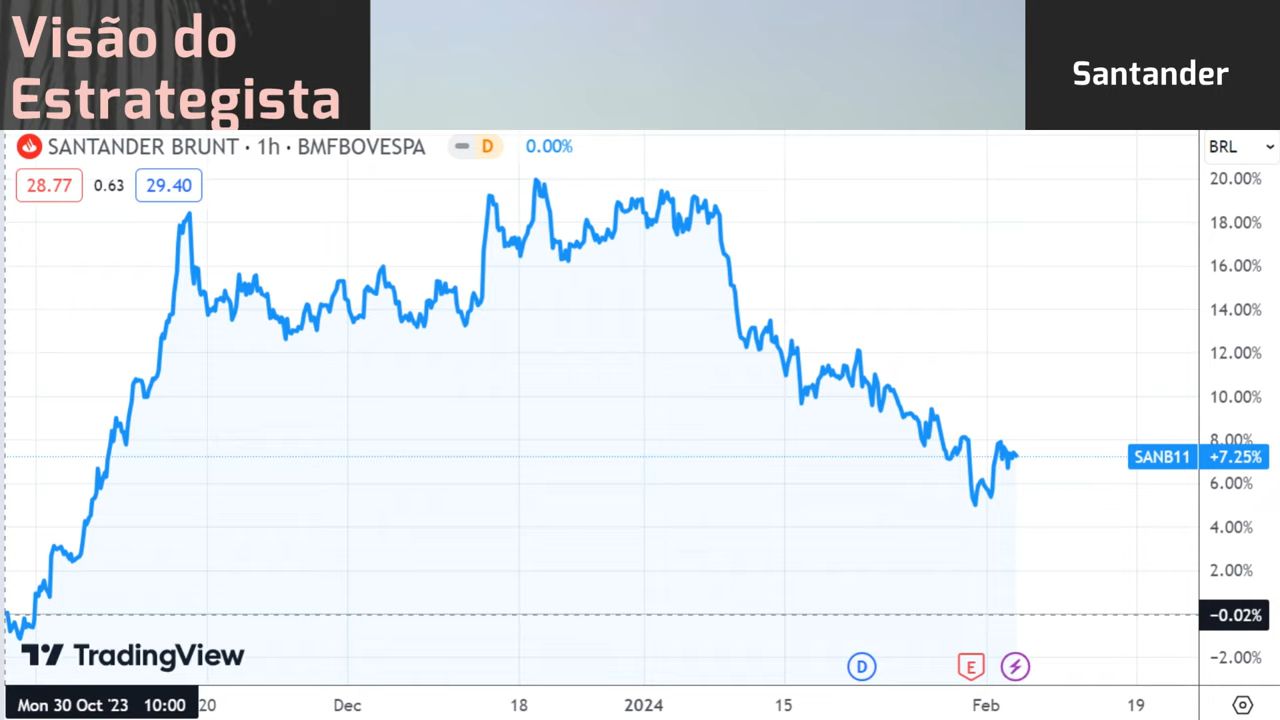 Visão do
Estrategista
Santander
SANTANDER BRUNT · 1h · BMFBOVESPA
D
0.00%
BRL
28.77
0.63
29.40
20.00%
18.00%
16.00%
14.00%
12.00%
10.00%
8.00%
SANB11
+7.25%
6.00%
4.00%
2.00%
−0.02%
−2.00%
TradingView
D
E
Mon 30 Oct '23 10:00
20
Dec
18
2024
15
Feb
19